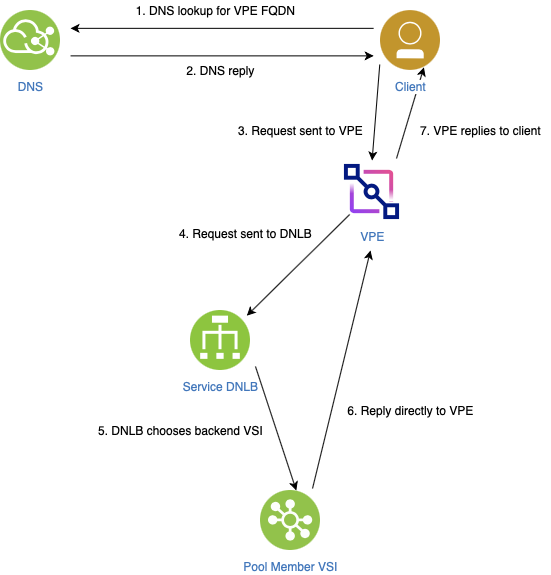 1. DNS lookup for VPE FQDN
2. DNS reply
DNS
Client
3. Request sent to VPE
7. VPE replies to client
VPE
4. Request sent to DNLB
Service DNLB
6. Reply directly to VPE
5. DNLB chooses backend VSI
Pool Member VSI